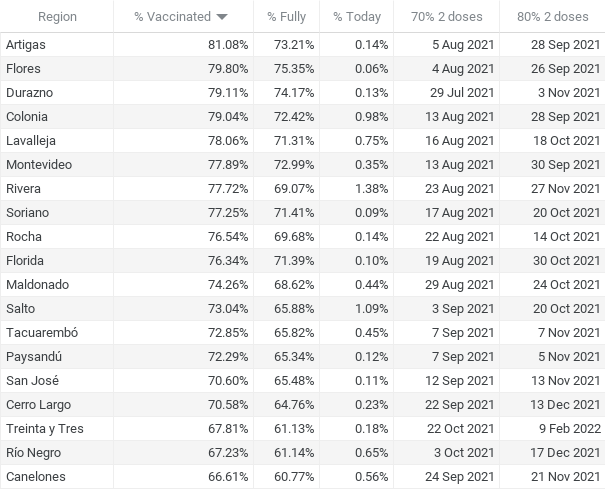 Region % Vaccinated % Fully % Today 70% 2 doses 80% 2 doses
Artigas 81.08% 73.21% 0.14% 5 Aug 2021 28 Sep 2021
Flores 79.80% 75.35% 0.06% 4 Aug 2021 26 Sep 2021
Durazno 79.11% 74.17% 0.13% 29 Jul 2021 3 Nov 2021
Colonia 79.04% 72.42% 0.98% 13 Aug 2021 28 Sep 2021
Lavalleja 78.06% 71.31% 0.75% 16 Aug 2021 18 Oct 2021
Montevideo 77.89% 72.99% 0.35% 13 Aug 2021 30 Sep 2021
Rivera 77.72% 69.07% 1.38% 23 Aug 2021 27 Nov 2021
Soriano 77.25% 71.41% 0.09% 17 Aug 2021 20 Oct 2021
Rocha 76.54% 69.68% 0.14% 22 Aug 2021 14 Oct 2021
Florida 76.34% 71.39% 0.10% 19 Aug 2021 30 Oct 2021
Maldonado 74.26% 68.62% 0.44% 29 Aug 2021 24 Oct 2021
Salto 73.04% 65.88% 1.09% 3 Sep 2021 20 Oct 2021
Tacuarembó 72.85% 65.82% 0.45% 7 Sep 2021 7 Nov 2021
Paysandú 72.29% 65.34% 0.12% 7 Sep 2021 5 Nov 2021
San José 70.60% 65.48% 0.11% 12 Sep 2021 13 Nov 2021
Cerro Largo 70.58% 64.76% 0.23% 22 Sep 2021 13 Dec 2021
Treinta y Tres 67.81% 61.13% 0.18% 22 Oct 2021 9 Feb 2022
Río Negro 67.23% 61.14% 0.65% 3 Oct 2021 17 Dec 2021
Canelones 66.61% 60.77% 0.56% 24 Sep 2021 21 Nov 2021